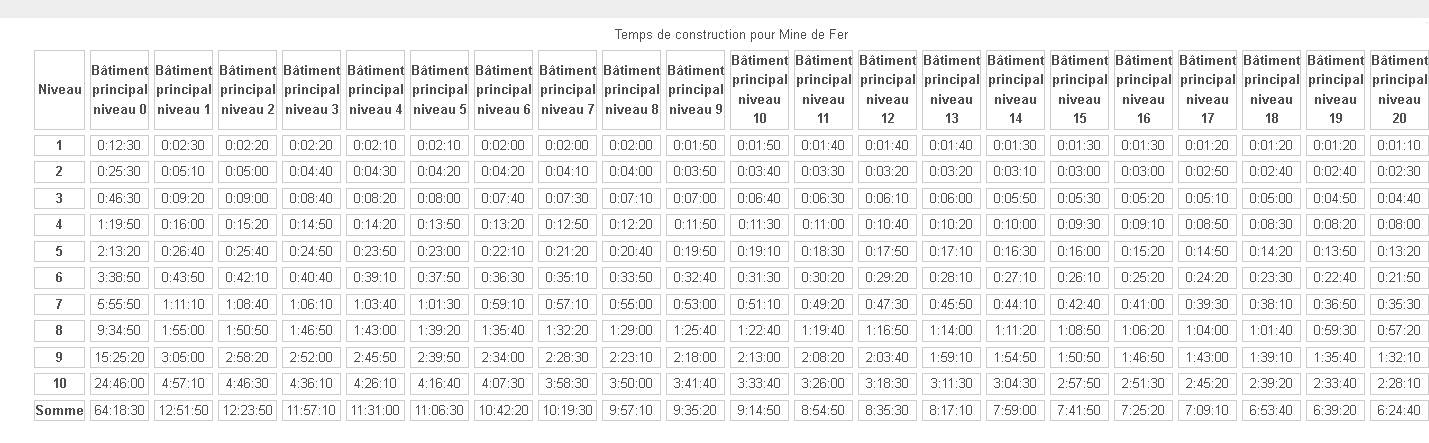 Temps de construction pour Mine de Fer
Niveau Bâtiment principal niveau 0 Bâtiment principal niveau 1 Bâtiment principal niveau 2 Bâtiment principal niveau 3 Bâtiment principal niveau 4 Bâtiment principal niveau 5 Bâtiment principal niveau 6 Bâtiment principal niveau 7 Bâtiment principal niveau 8 Bâtiment principal niveau 9 Bâtiment principal niveau 10 Bâtiment principal niveau 11 Bâtiment principal niveau 12 Bâtiment principal niveau 13 Bâtiment principal niveau 14 Bâtiment principal niveau 15 Bâtiment principal niveau 16 Bâtiment principal niveau 17 Bâtiment principal niveau 18 Bâtiment principal niveau 19 Bâtiment principal niveau 20
1 0:12:30 0:02:30 0:02:20 0:02:20 0:02:10 0:02:10 0:02:00 0:02:00 0:02:00 0:01:50 0:01:50 0:01:40 0:01:40 0:01:40 0:01:30 0:01:30 0:01:30 0:01:20 0:01:20 0:01:20 0:01:10
2 0:25:30 0:05:10 0:05:00 0:04:40 0:04:30 0:04:20 0:04:20 0:04:10 0:04:00 0:03:50 0:03:40 0:03:30 0:03:20 0:03:20 0:03:10 0:03:00 0:03:00 0:02:50 0:02:40 0:02:40 0:02:30
3 0:46:30 0:09:20 0:09:00 0:08:40 0:08:20 0:08:00 0:07:40 0:07:30 0:07:10 0:07:00 0:06:40 0:06:30 0:06:10 0:06:00 0:05:50 0:05:30 0:05:20 0:05:10 0:05:00 0:04:50 0:04:40
4 1:19:50 0:16:00 0:15:20 0:14:50 0:14:20 0:13:50 0:13:20 0:12:50 0:12:20 0:11:50 0:11:30 0:11:00 0:10:40 0:10:20 0:10:00 0:09:30 0:09:10 0:08:50 0:08:30 0:08:20 0:08:00
5 2:13:20 0:26:40 0:25:40 0:24:50 0:23:50 0:23:00 0:22:10 0:21:20 0:20:40 0:19:50 0:19:10 0:18:30 0:17:50 0:17:10 0:16:30 0:16:00 0:15:20 0:14:50 0:14:20 0:13:50 0:13:20
6 3:38:50 0:43:50 0:42:10 0:40:40 0:39:10 0:37:50 0:36:30 0:35:10 0:33:50 0:32:40 0:31:30 0:30:20 0:29:20 0:28:10 0:27:10 0:26:10 0:25:20 0:24:20 0:23:30 0:22:40 0:21:50
7 5:55:50 1:11:10 1:08:40 1:06:10 1:03:40 1:01:30 0:59:10 0:57:10 0:55:00 0:53:00 0:51:10 0:49:20 0:47:30 0:45:50 0:44:10 0:42:40 0:41:00 0:39:30 0:38:10 0:36:50 0:35:30
8 9:34:50 1:55:00 1:50:50 1:46:50 1:43:00 1:39:20 1:35:40 1:32:20 1:29:00 1:25:40 1:22:40 1:19:40 1:16:50 1:14:00 1:11:20 1:08:50 1:06:20 1:04:00 1:01:40 0:59:30 0:57:20
9 15:25:20 3:05:00 2:58:20 2:52:00 2:45:50 2:39:50 2:34:00 2:28:30 2:23:10 2:18:00 2:13:00 2:08:20 2:03:40 1:59:10 1:54:50 1:50:50 1:46:50 1:43:00 1:39:10 1:35:40 1:32:10
10 24:46:00 4:57:10 4:46:30 4:36:10 4:26:10 4:16:40 4:07:30 3:58:30 3:50:00 3:41:40 3:33:40 3:26:00 3:18:30 3:11:30 3:04:30 2:57:50 2:51:30 2:45:20 2:39:20 2:33:40 2:28:10
Somme 64:18:30 12:51:50 12:23:50 11:57:10 11:31:00 11:06:30 10:42:20 10:19:30 9:57:10 9:35:20 9:14:50 8:54:50 8:35:30 8:17:10 7:59:00 7:41:50 7:25:20 7:09:10 6:53:40 6:39:20 6:24:40